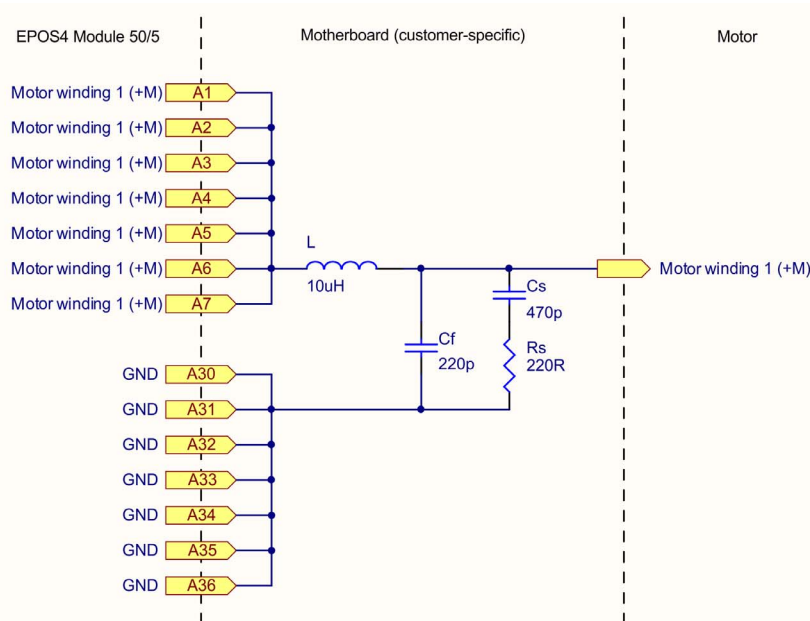 EPOS4 Module 50/5
Motherboard (customer-specific)
Motor
Motor winding 1 (+M) A1
Motor winding 1 (+M) A2
Motor winding 1 (+M) A3
Motor winding 1 (+M) A4
Motor winding 1 (+M) A5
Motor winding 1 (+M) A6
Motor winding 1 (+M) A7
L
10uH
Motor winding 1 (+M)
Cs
470p
Cf
220p
Rs
220R
GND A30
GND A31
GND A32
GND A33
GND A34
GND A35
GND A36